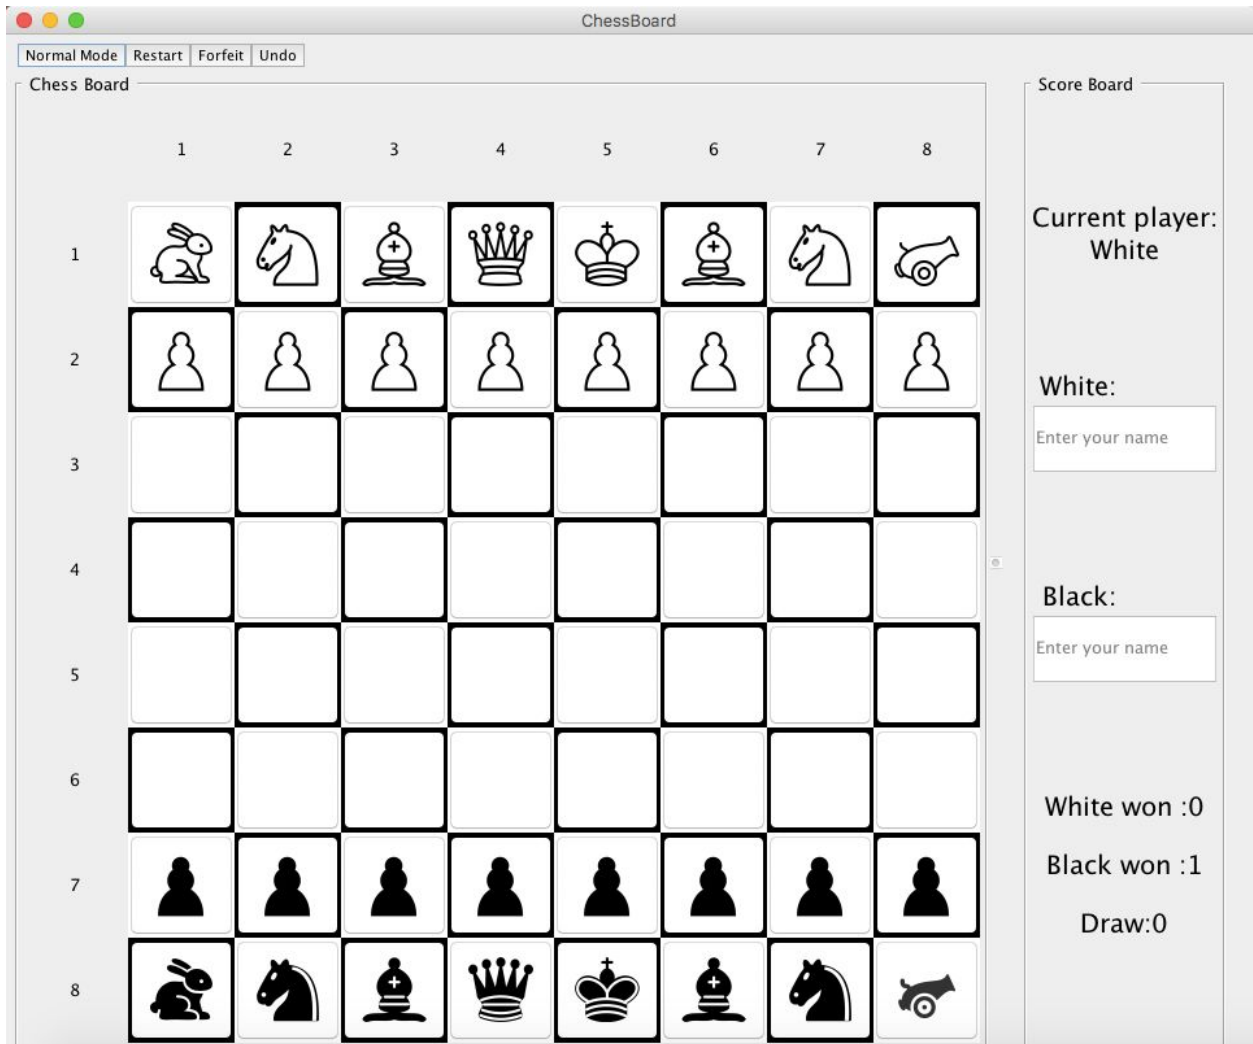 ChessBoard
Normal Mode Restart Forfeit Undo
Chess Board
Score Board
1 2 3 4 5 6 7 8
1
2
3
4
5
6
7
8
Current player:
White
White:
Enter your name
Black:
Enter your name
White won :0
Black won :1
Draw:0